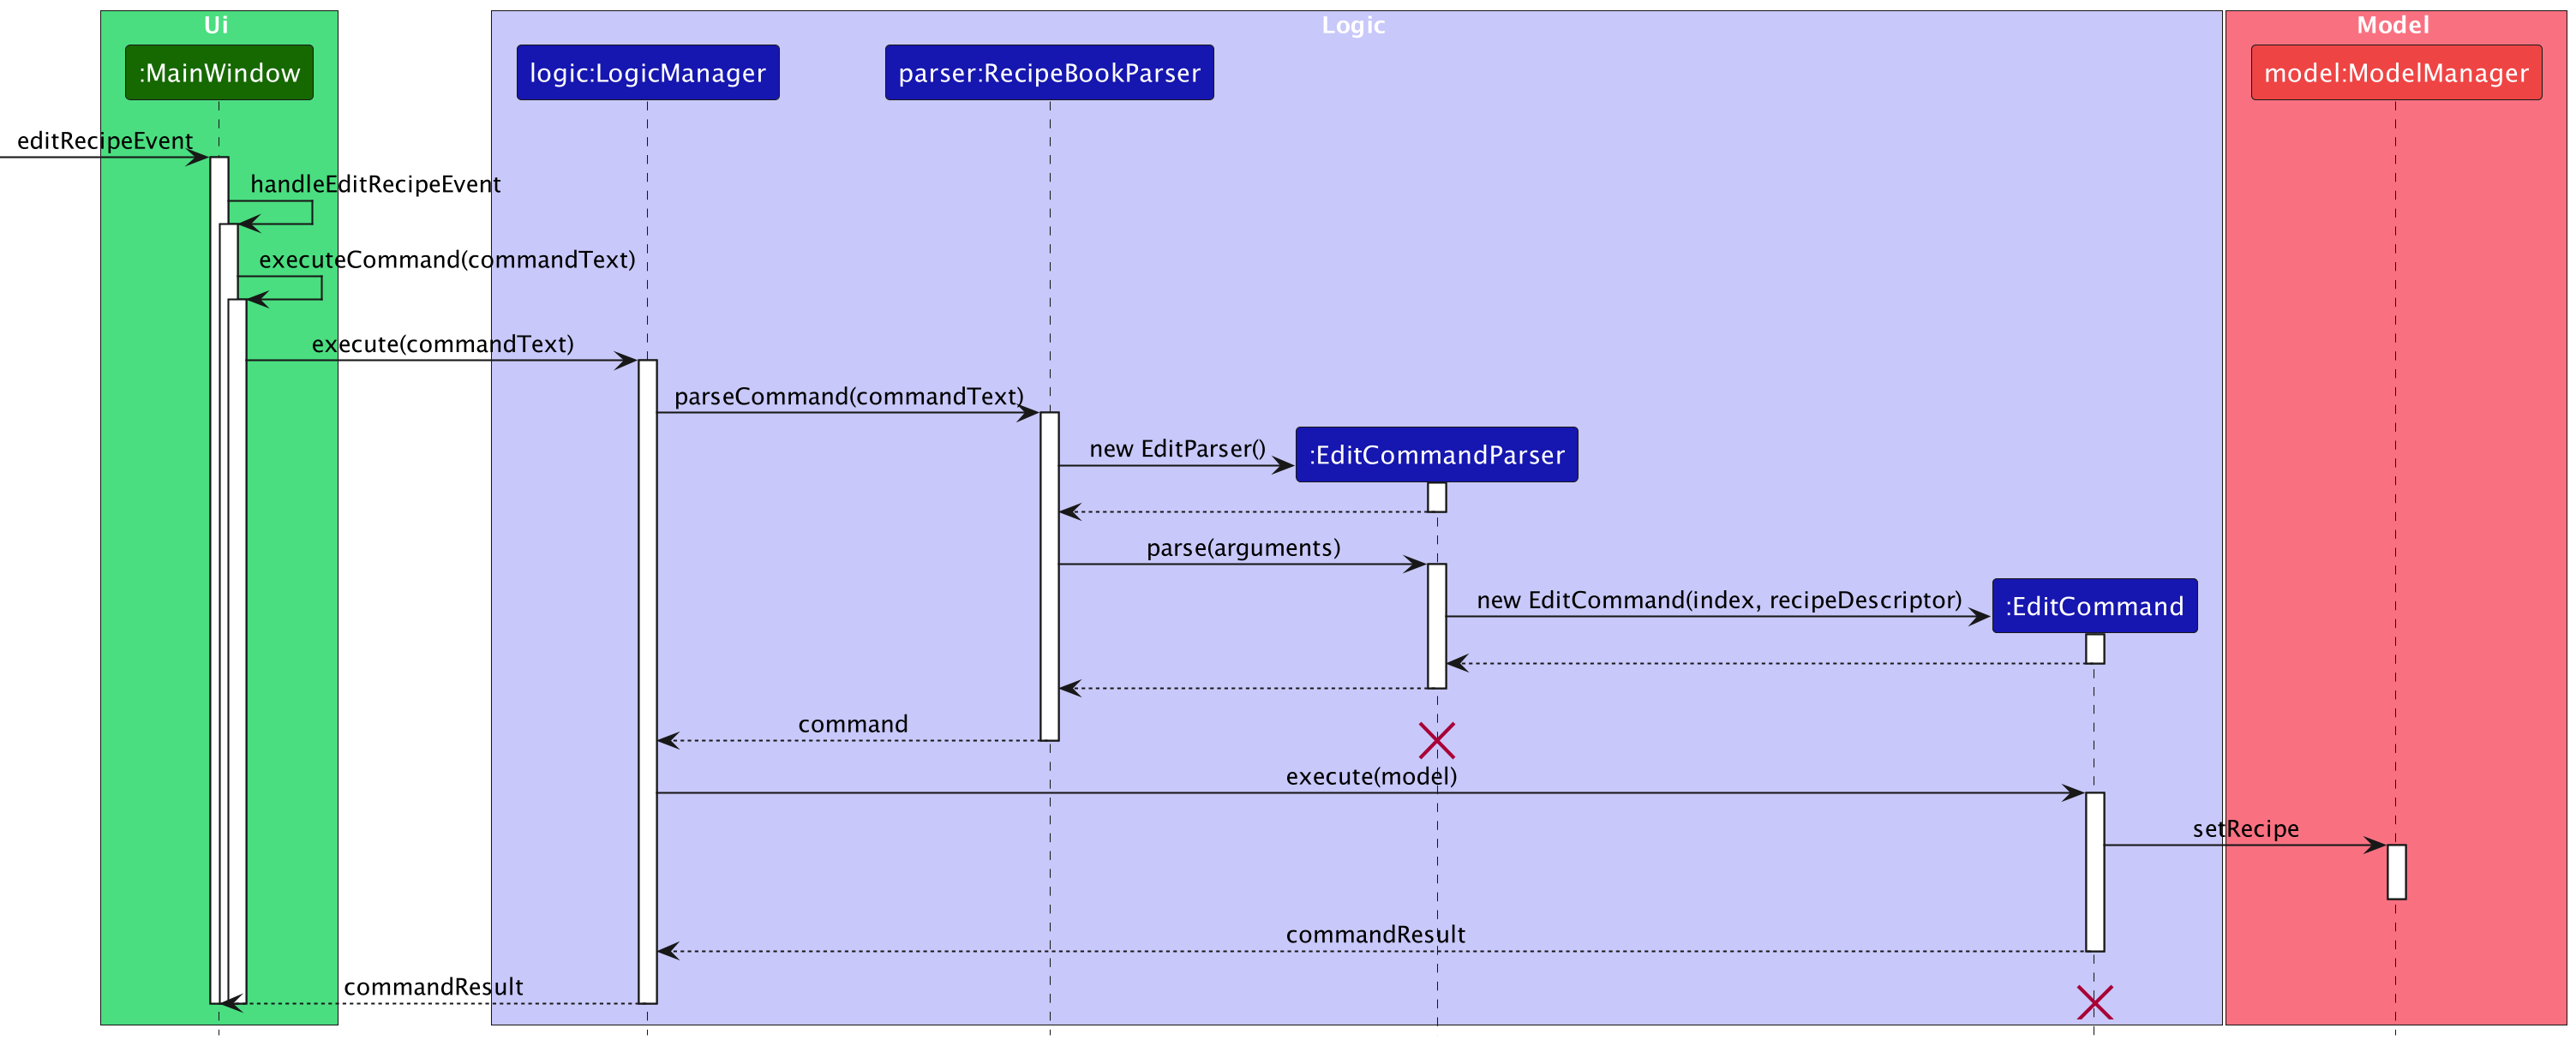 Ui
Logic
Model
:MainWindow
logic:LogicManager
parser:RecipeBookParser
model:ModelManager
editRecipeEvent
handleEditRecipeEvent
executeCommand(commandText)
execute(commandText)
parseCommand(commandText)
new EditParser()
:EditCommandParser
parse(arguments)
new EditCommand(index, recipeDescriptor)
:EditCommand
command
execute(model)
setRecipe
commandResult
commandResult